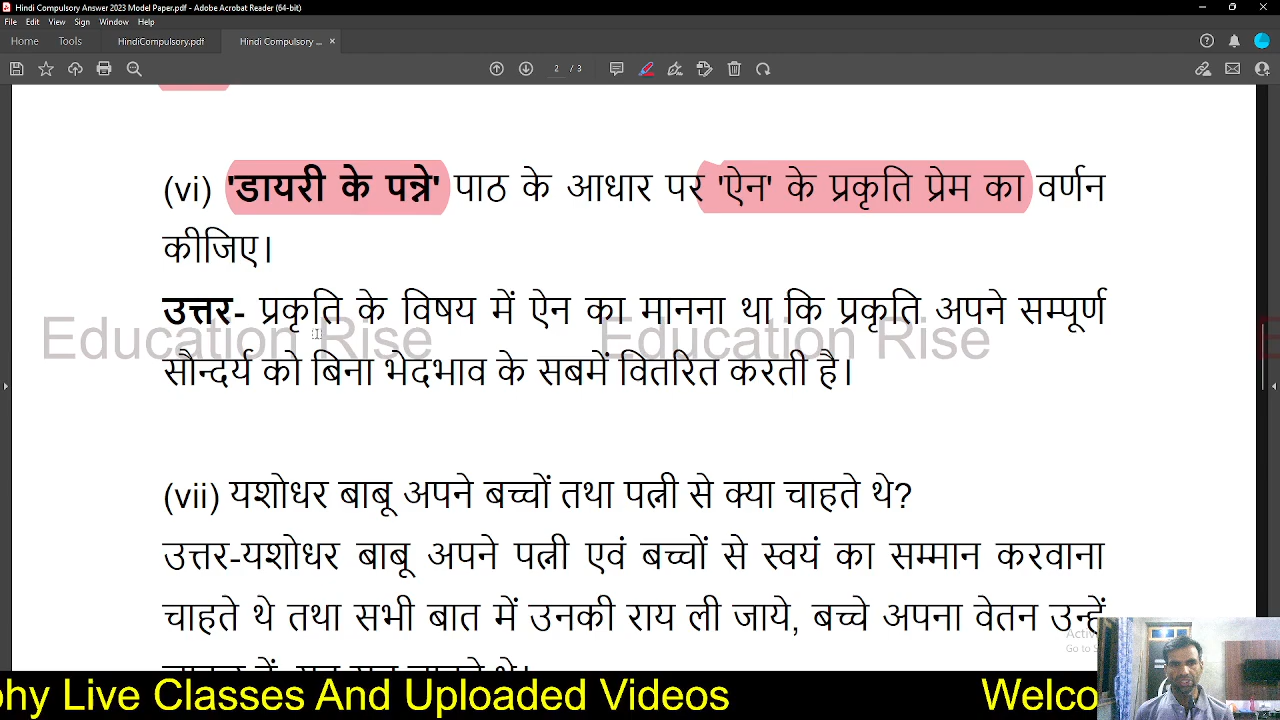 Hindi Compulsory Answer 2023 Model Paper.pdf - Adobe Acrobat Reader (64-bit)
File Edit View Sign Window Help
Home Tools HindiCompulsory.pdf Hindi Compulsory ... ×
2 / 3
(vi) 'डायरी के पन्ने' पाठ के आधार पर 'ऐन' के प्रकृति प्रेम का वर्णन
कीजिए।
उत्तर- प्रकृति के विषय में ऐन का मानना था कि प्रकृति अपने सम्पूर्ण
Education Rise Education Rise
सौन्दर्य को बिना भेदभाव के सबमें वितरित करती है।
(vii) यशोधर बाबू अपने बच्चों तथा पत्नी से क्या चाहते थे?
उत्तर-यशोधर बाबू अपने पत्नी एवं बच्चों से स्वयं का सम्मान करवाना
चाहते थे तथा सभी बात में उनकी राय ली जाये, बच्चे अपना वेतन उन्हें
Go to S
phy Live Classes And Uploaded Videos Welco